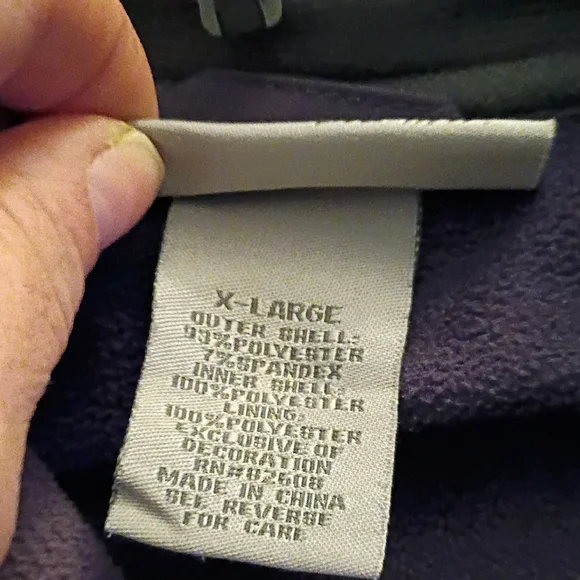 X-LARGE
OUTER SHELL:
93%POLYESTER
7%SPANDEX
INNER SHELL:
100%POLYESTER
LINING:
100%POLYESTER
EXCLUSIVE OF
DECORATION
RN#82608
MADE IN CHINA
SEE REVERSE
FOR CARE